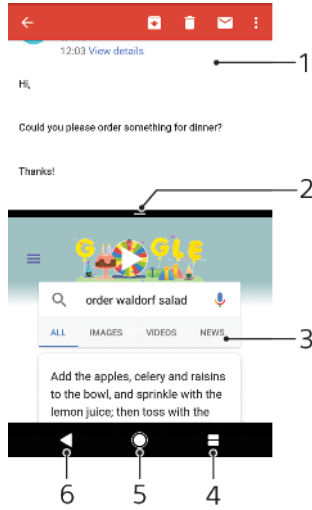 12:03 View details
1
Hi,
Could you please order something for dinner?
Thanks!
2
GOOGLE
order waldorf salad
ALL IMAGES VIDEOS NEWS
3
Add the apples, celery and raisins
to the bowl, and sprinkle with the
lemon juice; then toss with the
6 5 4